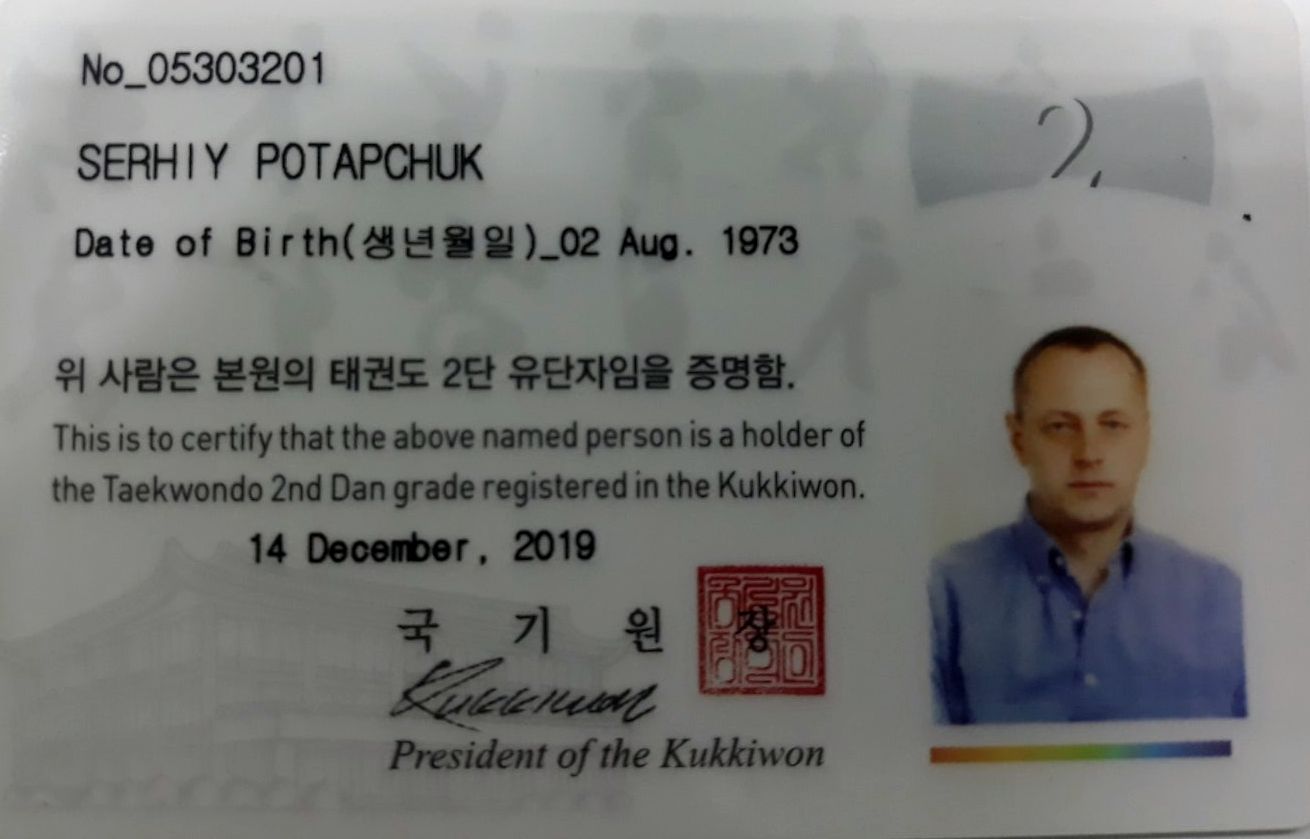 No_05303201
2.
SERHIY POTAPCHUK
Date of Birth(생년월일)_02 Aug. 1973
위 사람은 본원의 태권도 2단 유단자임을 증명함.
This is to certify that the above named person is a holder of
the Taekwondo 2nd Dan grade registered in the Kukkiwon.
14 December, 2019
국 기 원 장
Kukkiwon
President of the Kukkiwon